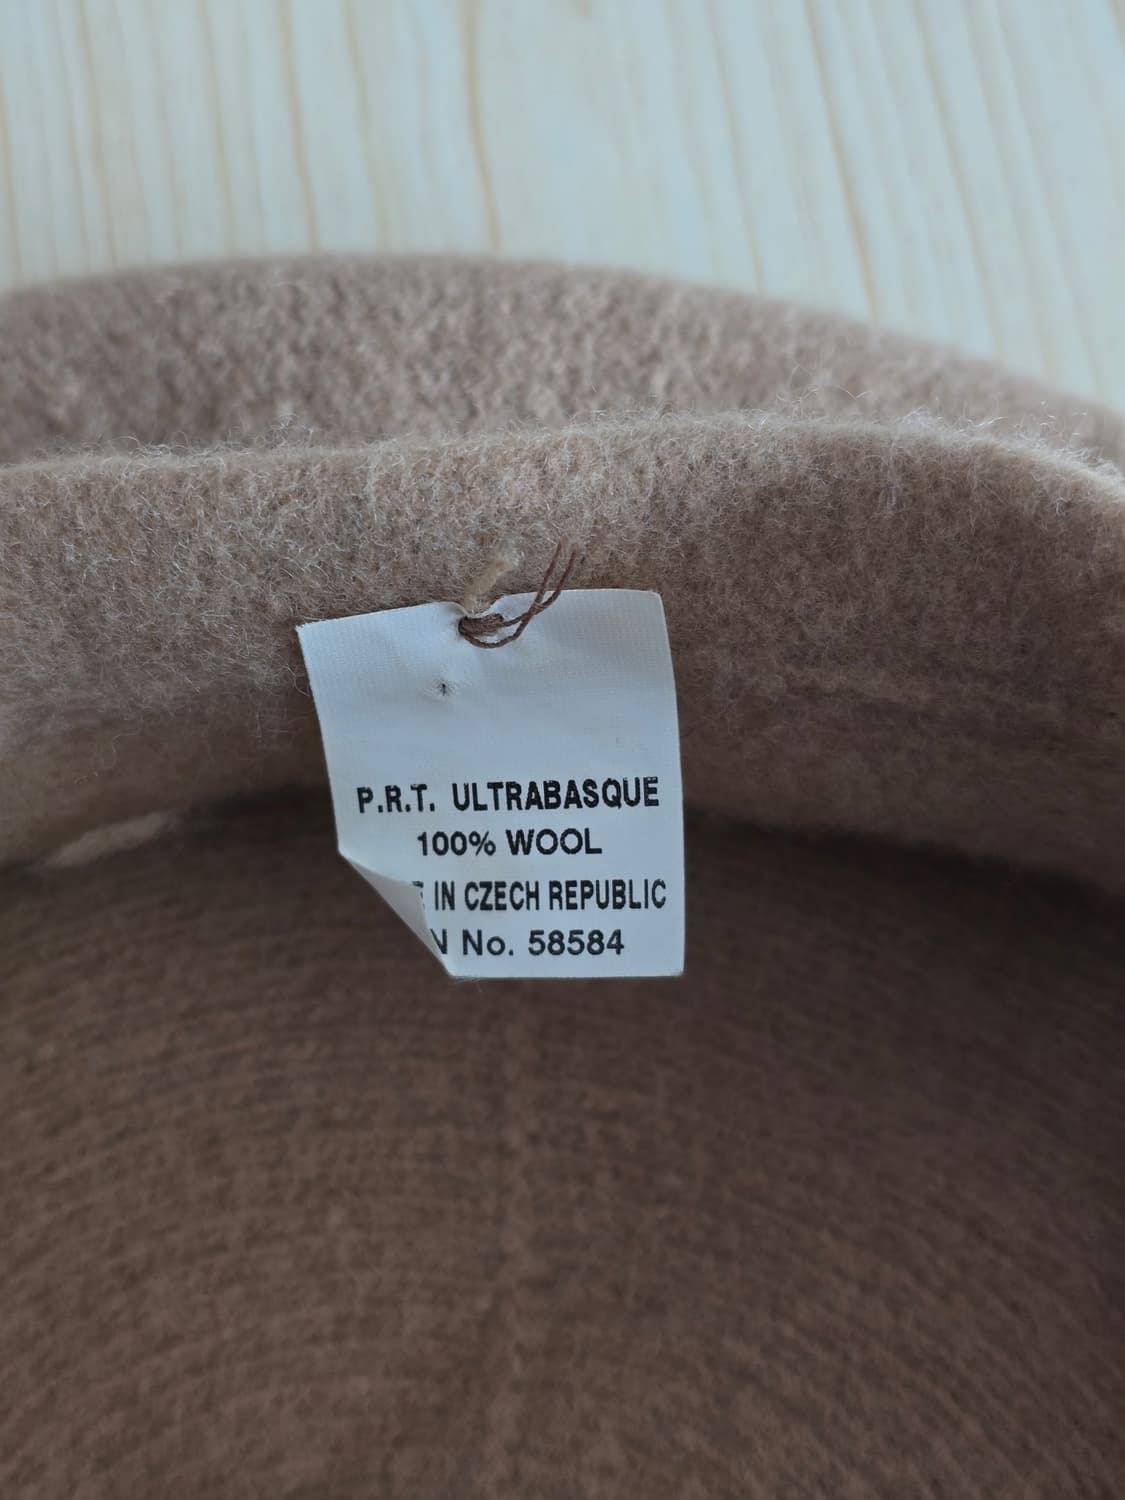 P.R.T. ULTRABASQUE
100% WOOL
IN CZECH REPUBLIC
No. 58584